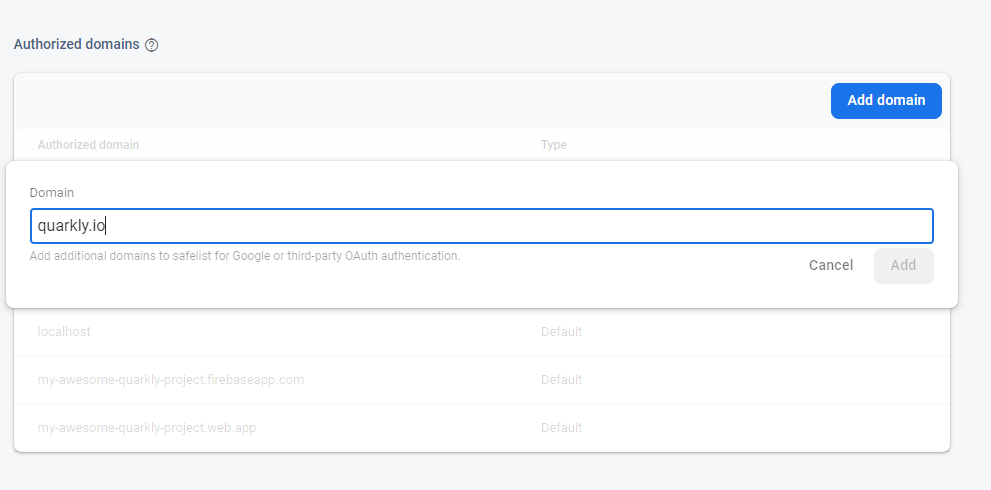 Authorized domains
Add domain
Authorized domain Type
Domain
quarkly.io
Add additional domains to safelist for Google or third-party OAuth authentication.
Cancel Add
localhost Default
my-awesome-quarkly-project.firebaseapp.com Default
my-awesome-quarkly-project.web.app Default